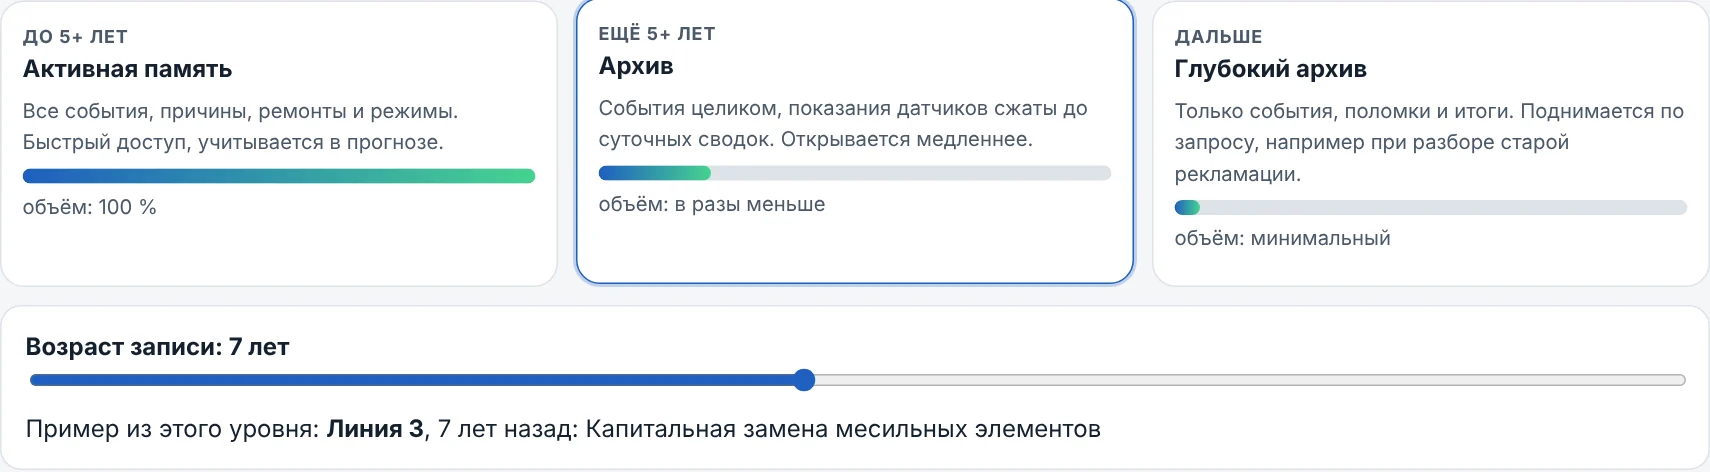 ДО 5+ ЛЕТ
Активная память
Все события, причины, ремонты и режимы.
Быстрый доступ, учитывается в прогнозе.
объём: 100 %
ЕЩЁ 5+ ЛЕТ
Архив
События целиком, показания датчиков сжаты до
суточных сводок. Открывается медленнее.
объём: в разы меньше
ДАЛЬШЕ
Глубокий архив
Только события, поломки и итоги. Поднимается по
запросу, например при разборе старой
рекламации.
объём: минимальный
Возраст записи: 7 лет
Пример из этого уровня: Линия 3, 7 лет назад: Капитальная замена месильных элементов